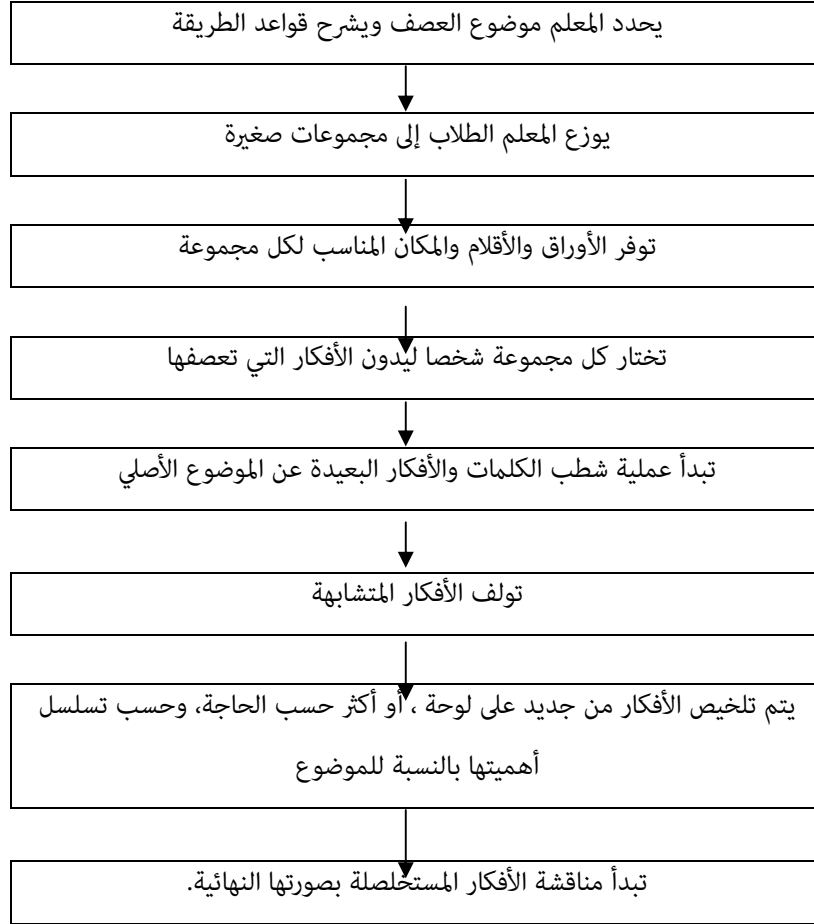 يحدد المعلم موضوع العصف ويشرح قواعد الطريقة
يوزع المعلم الطلاب إلى مجموعات صغيرة
توفر الأوراق والأقلام والمكان المناسب لكل مجموعة
تختار كل مجموعة شخصا ليدون الأفكار التي تعصفها
تبدأ عملية شطب الكلمات والأفكار البعيدة عن الموضوع الأصلي
تولف الأفكار المتشابهة
يتم تلخيص الأفكار من جديد على لوحة ، أو أكثر حسب الحاجة، وحسب تسلسل
أهميتها بالنسبة للموضوع
تبدأ مناقشة الأفكار المستخلصلة بصورتها النهائية.